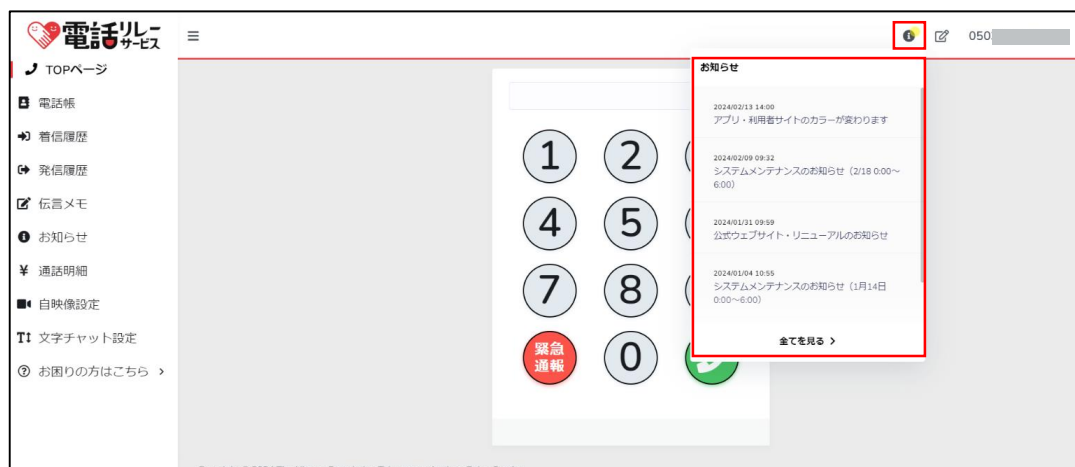 電話リレーサービス
050
TOPページ
電話帳
着信履歴
発信履歴
伝言メモ
お知らせ
通話明細
自映像設定
文字チャット設定
お困りの方はこちら
1
2
4
5
7
8
緊急
通報
0
お知らせ
2024/02/13 14:00
アプリ・利用者サイトのカラーが変わります
2024/02/09 09:32
システムメンテナンスのお知らせ（2/18 0:00～
6:00）
2024/01/31 09:59
公式ウェブサイト・リニューアルのお知らせ
2024/01/04 10:55
システムメンテナンスのお知らせ（1月14日
0:00～6:00）
全てを見る